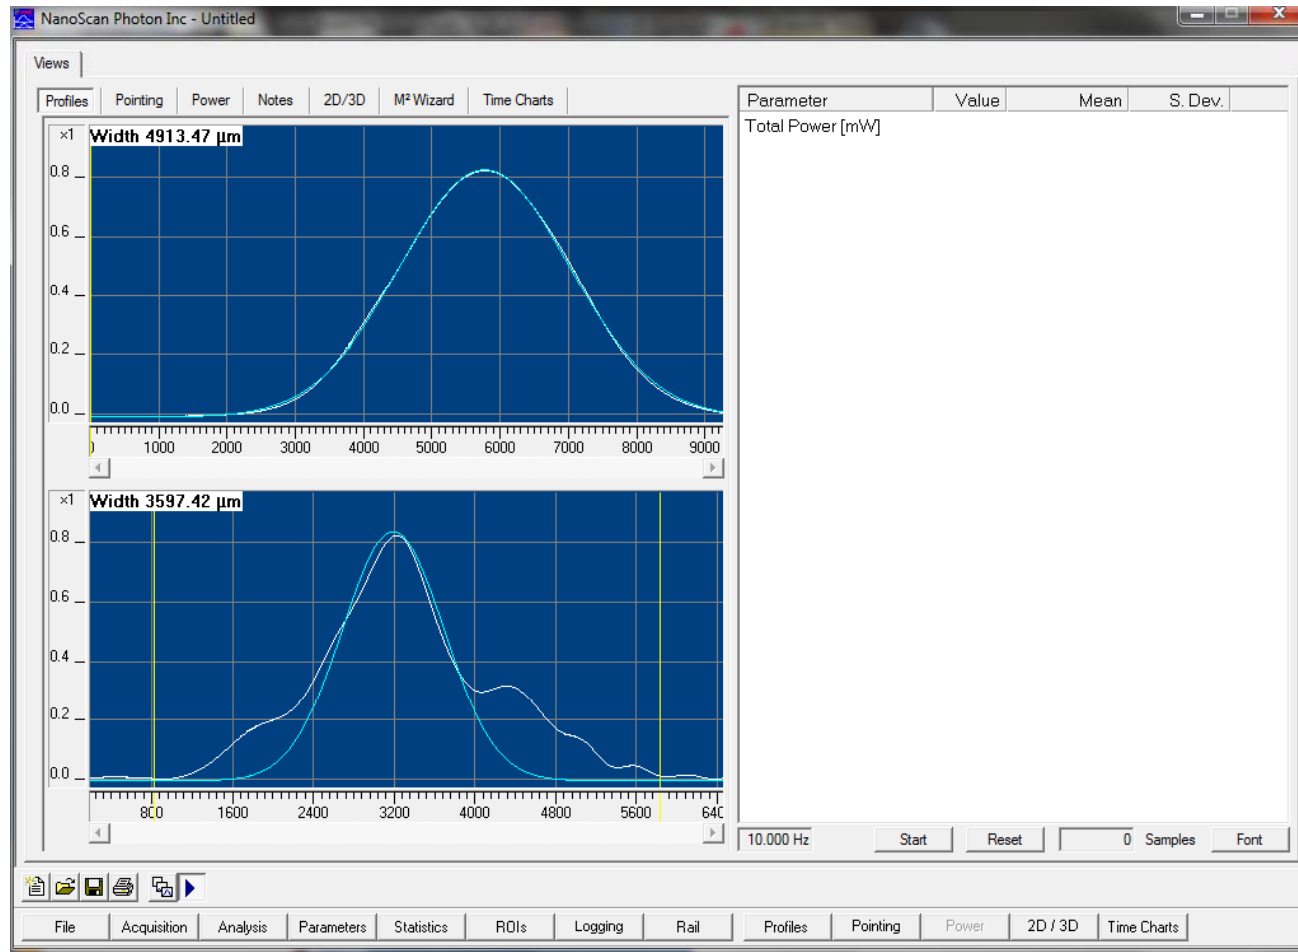 NanoScan Photon Inc - Untitled
Views
Profiles Pointing Power Notes 2D/3D M² Wizard Time Charts
×1 Width 4913.47 µm
0.8
0.6
0.4
0.2
0.0
0 1000 2000 3000 4000 5000 6000 7000 8000 9000
×1 Width 3597.42 µm
0.8
0.6
0.4
0.2
0.0
800 1600 2400 3200 4000 4800 5600 640
Parameter Value Mean S. Dev.
Total Power [mW]
10.000 Hz Start Reset 0 Samples Font
File Acquisition Analysis Parameters Statistics ROIs Logging Rail Profiles Pointing Power 2D / 3D Time Charts